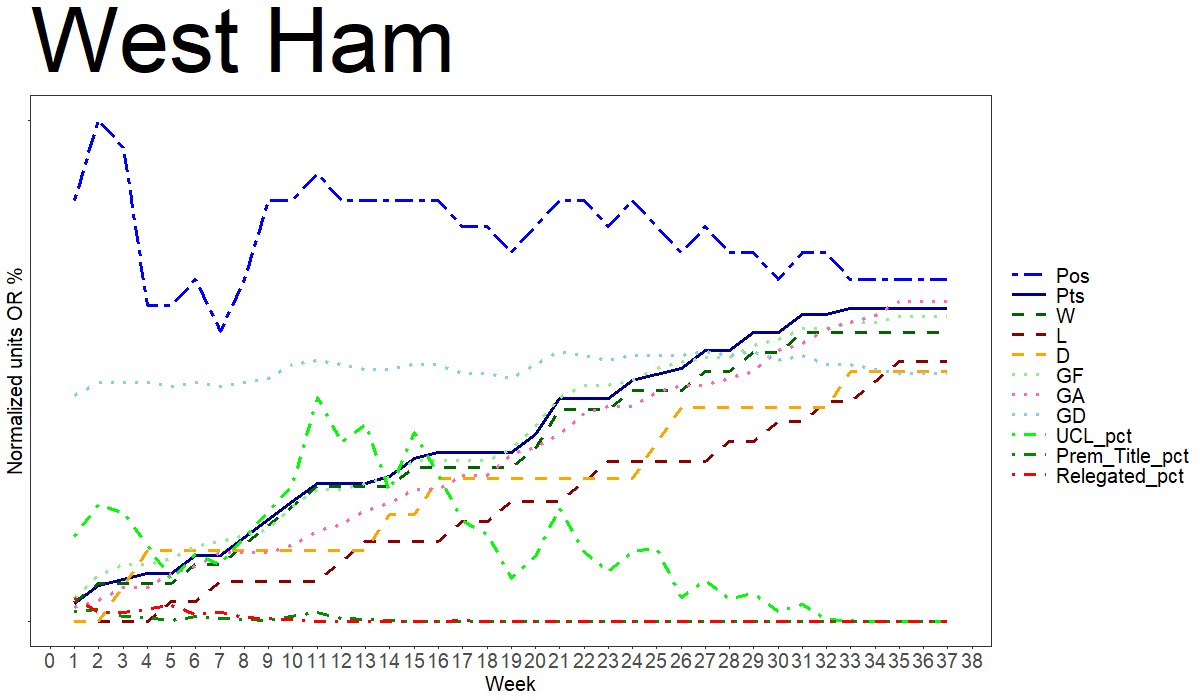 West Ham
Normalized units OR %
Pos
Pts
W
L
D
GF
GA
GD
UCL_pct
Prem_Title_pct
Relegated_pct
0 1 2 3 4 5 6 7 8 9 10 11 12 13 14 15 16 17 18 19 20 21 22 23 24 25 26 27 28 29 30 31 32 33 34 35 36 37 38
Week